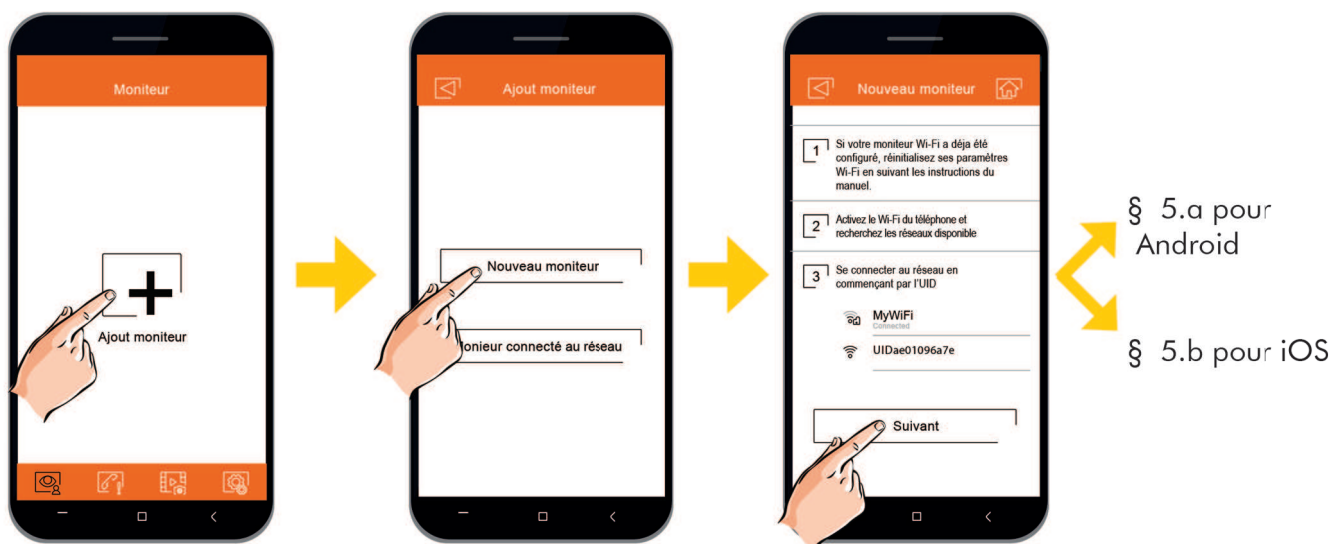 Moniteur
Ajout moniteur
Ajout moniteur
Nouveau moniteur
onieur connecté au réseau
Nouveau moniteur
1
Si votre moniteur Wi-Fi a déja été
configuré, réinitialisez ses paramètres
Wi-Fi en suivant les instructions du
manuel.
2
Activez le Wi-Fi du téléphone et
recherchez les réseaux disponible
3
Se connecter au réseau en
commençant par l'UID
MyWiFi
Connected
UIDae01096a7e
Suivant
§ 5.a pour
Android
§ 5.b pour iOS